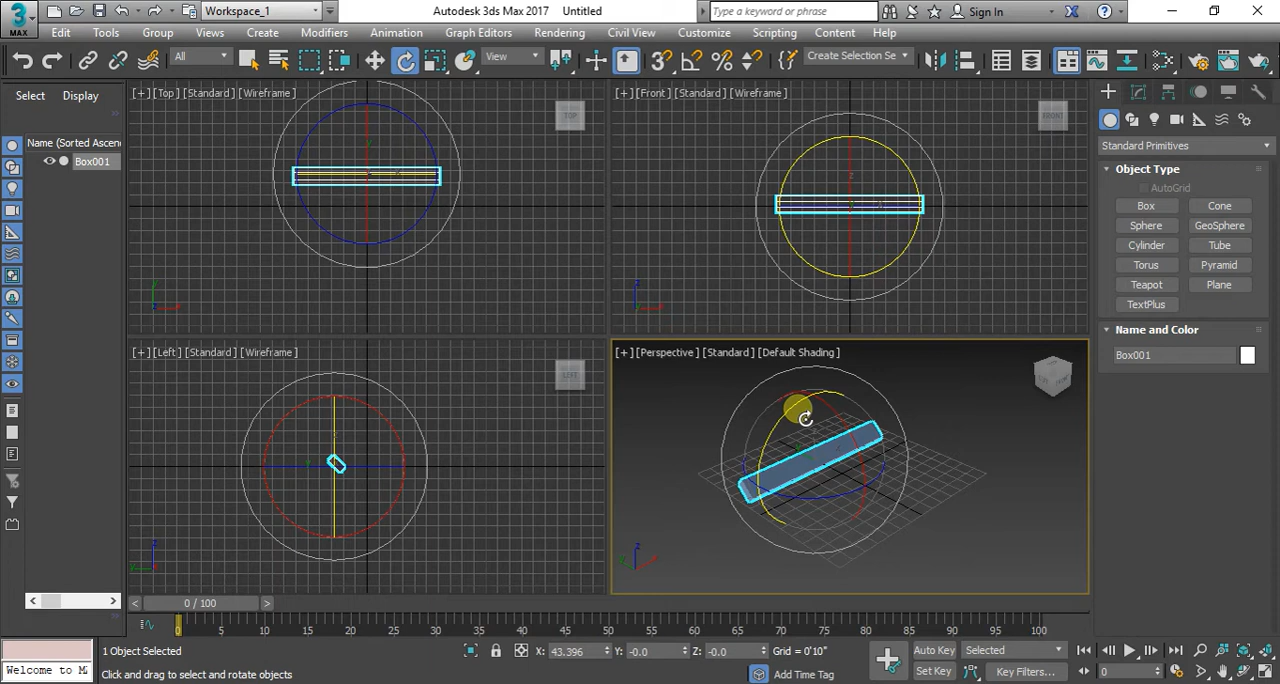 3
MAX
Workspace_1
Autodesk 3ds Max 2017
Untitled
Type a keyword or phrase
Sign In
Edit Tools Group Views Create Modifiers Animation Graph Editors Rendering Civil View Customize Scripting Content Help
All
View
3
Create Selection Se
Select Display
Name (Sorted Ascen
Box001
[+] [Top] [Standard] [Wireframe]
TOP
y
x
[+] [Front] [Standard] [Wireframe]
FRONT
z
x
[+] [Left] [Standard] [Wireframe]
LEFT
z
y
[+] [Perspective] [Standard] [Default Shading]
z
Standard Primitives
Object Type
AutoGrid
Box Cone
Sphere GeoSphere
Cylinder Tube
Torus Pyramid
Teapot Plane
TextPlus
Name and Color
Box001
0 / 100
0 5 10 15 20 25 30 35 40 45 50 55 60 65 70 75 80 85 90 95 100
Welcome to M
1 Object Selected
Click and drag to select and rotate objects
X: 43.396 Y: -0.0 Z: -0.0 Grid = 0'10"
Add Time Tag
Auto Key Selected
Set Key Key Filters...
0